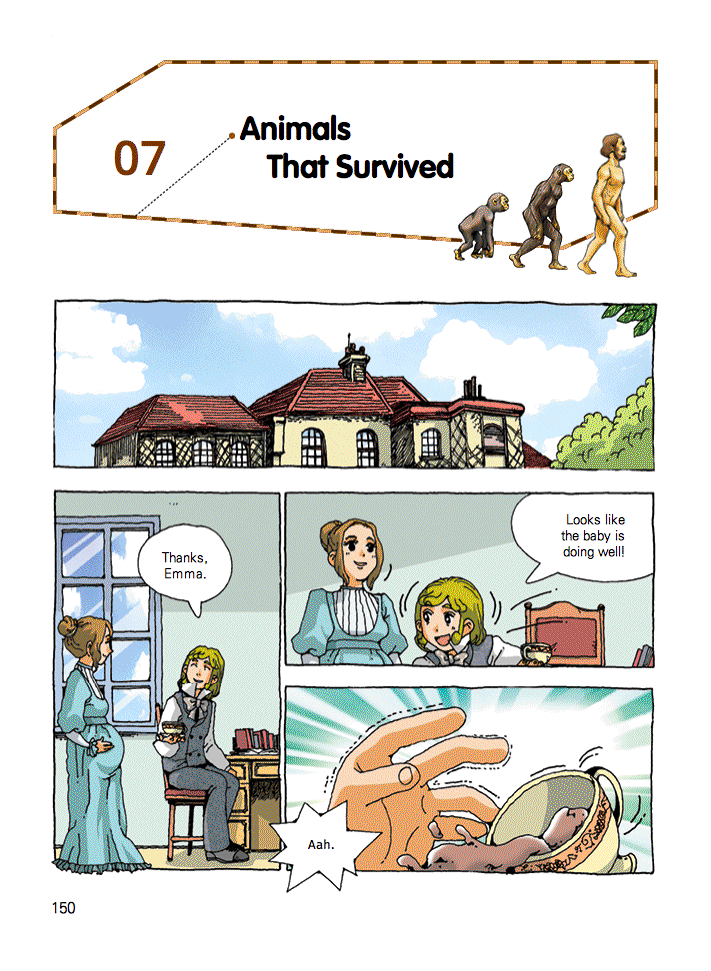 07
Animals
That Survived
Thanks,
Emma.
Looks like
the baby is
doing well!
Aah.
150